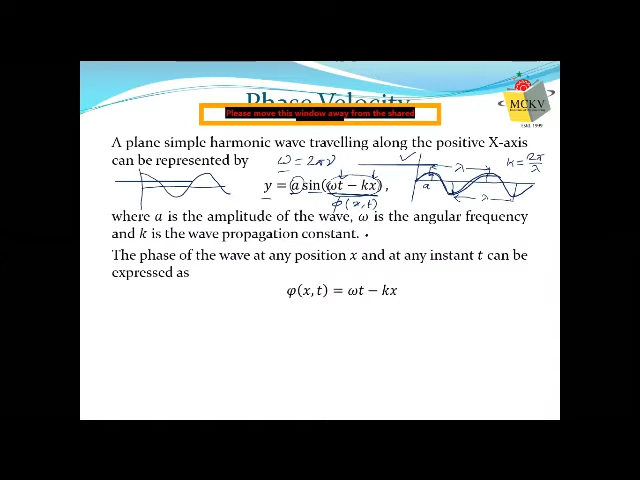 Phase Velocity
Please move this window away from the shared
MCKV
Estd. 1999
A plane simple harmonic wave travelling along the positive X-axis
can be represented by
ω = 2πν
λ
k = 2π/λ
y = a sin(ωt − kx),
a
φ(x,t)
λ
where a is the amplitude of the wave, ω is the angular frequency
and k is the wave propagation constant.
The phase of the wave at any position x and at any instant t can be
expressed as
φ(x, t) = ωt − kx